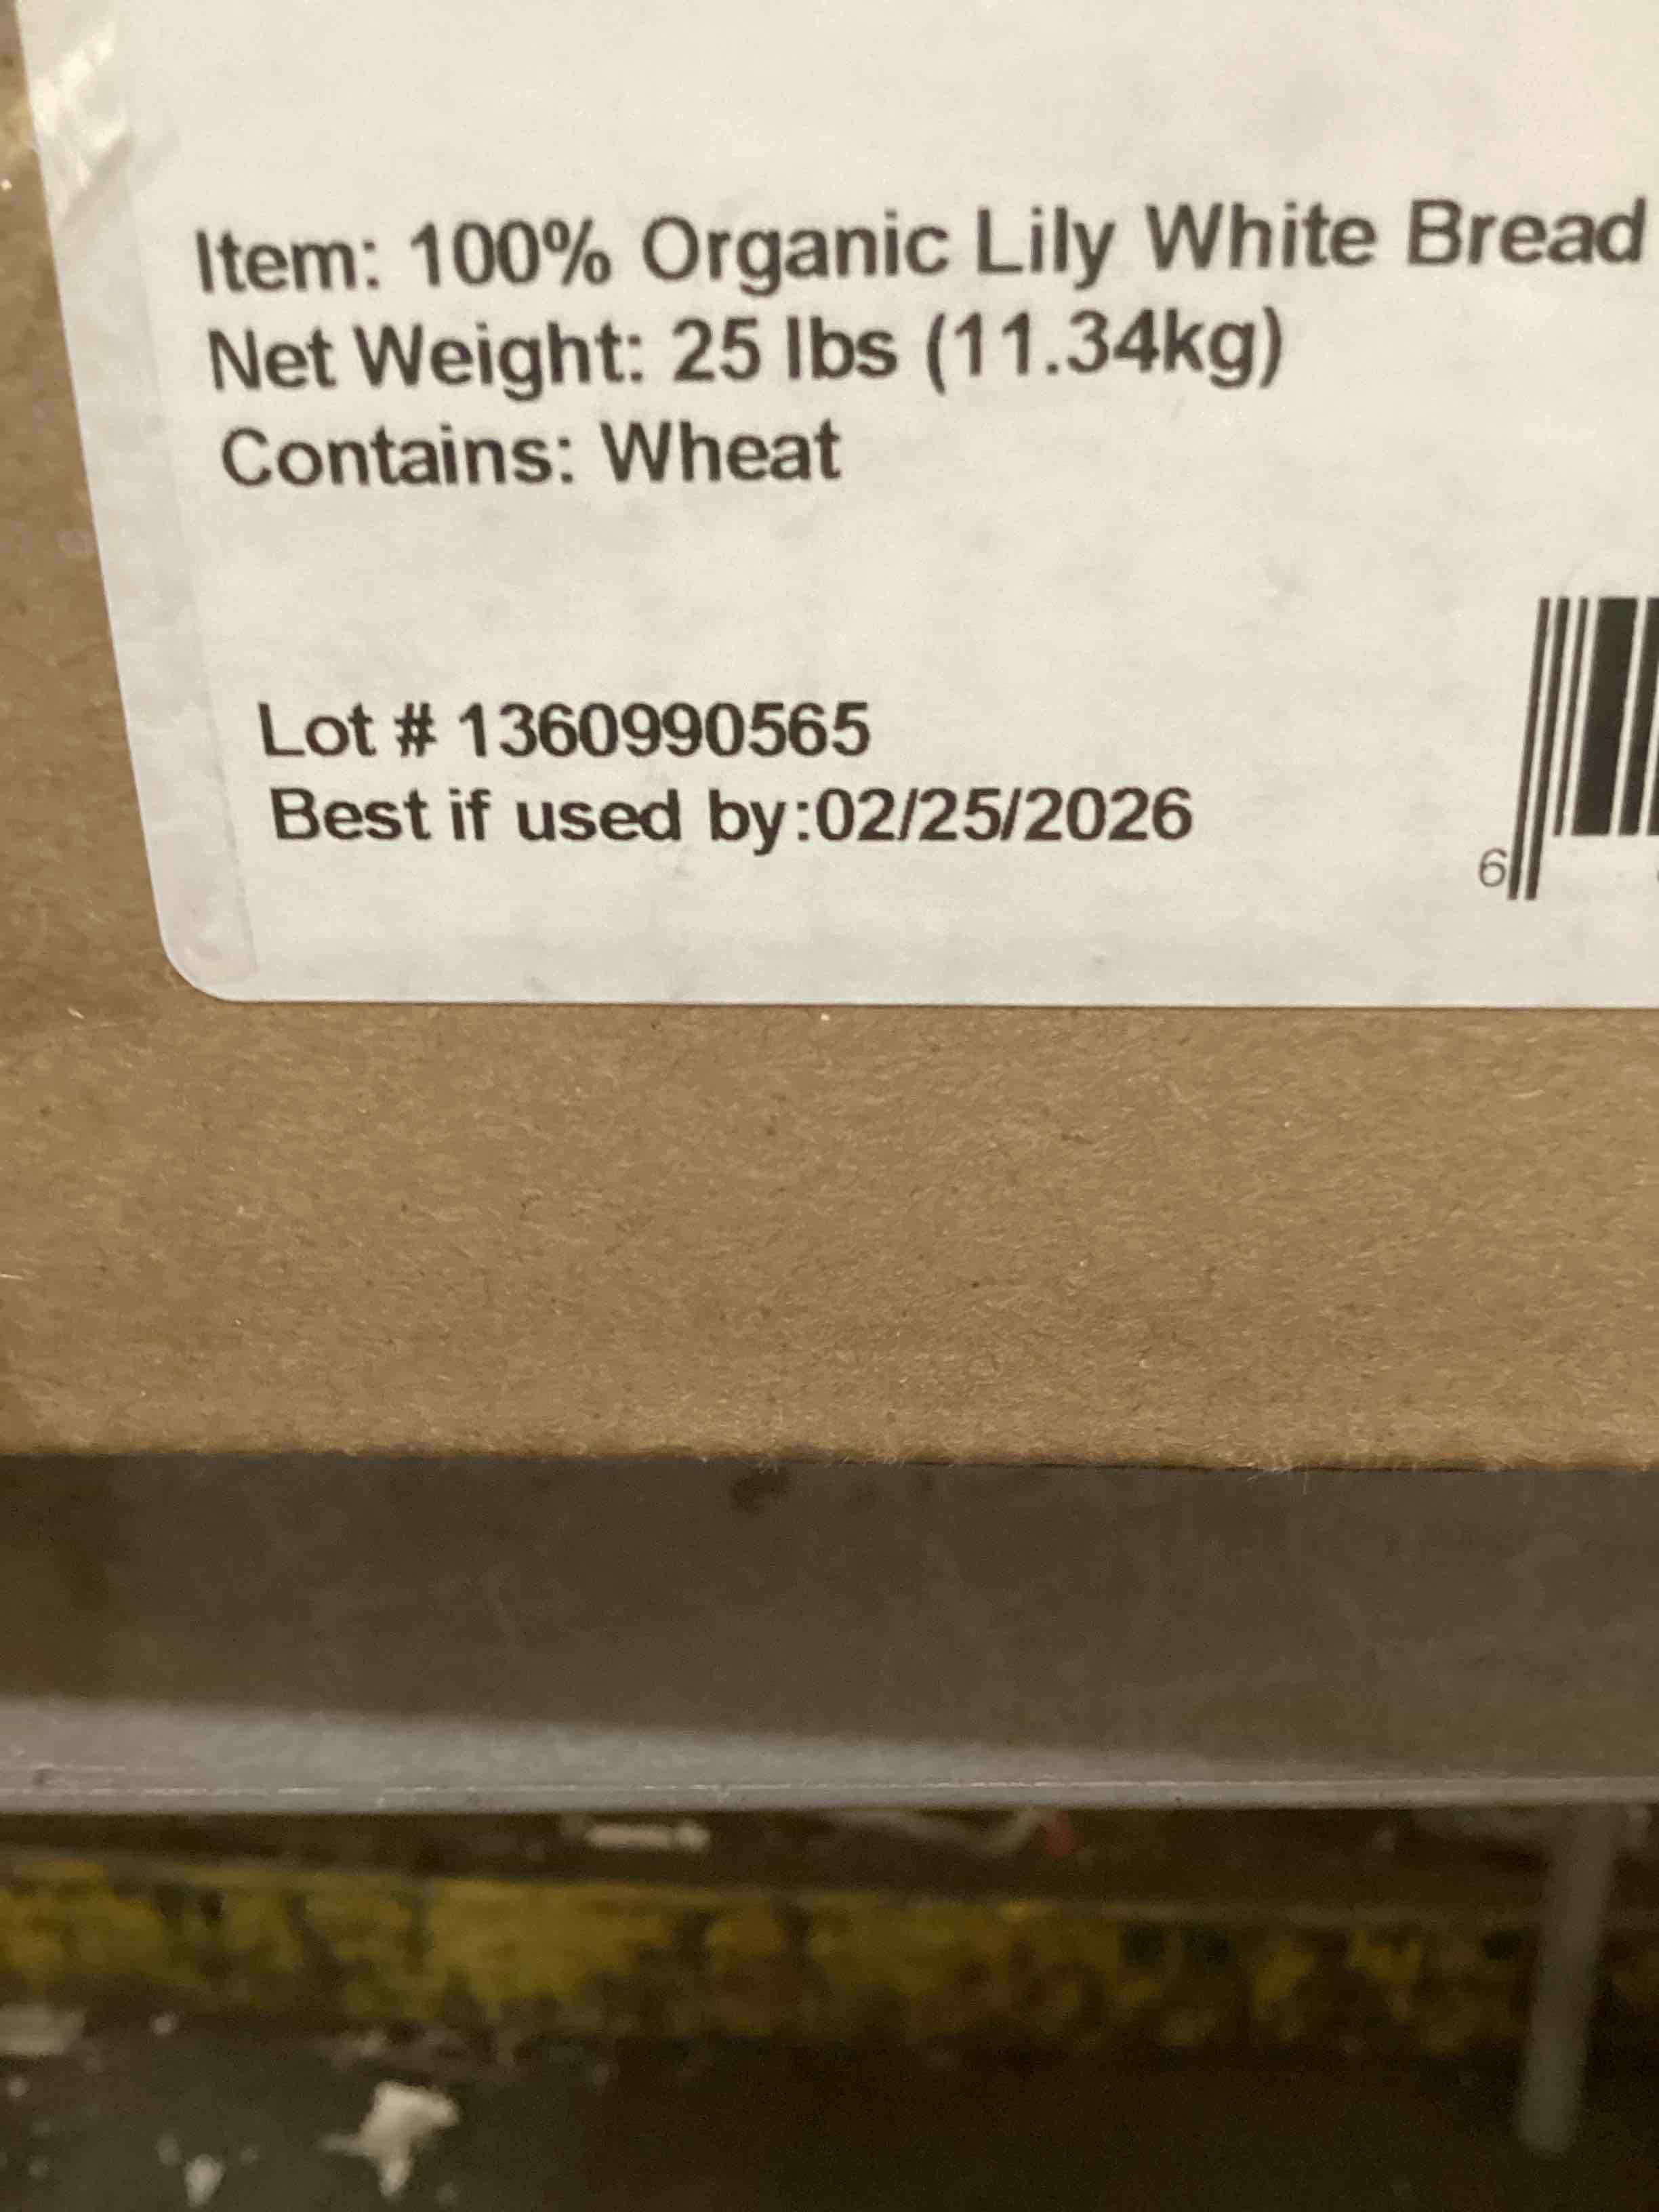 Item: 100% Organic Lily White Bread
Net Weight: 25 lbs (11.34kg)
Contains: Wheat
Lot # 1360990565
Best if used by:02/25/2026
6